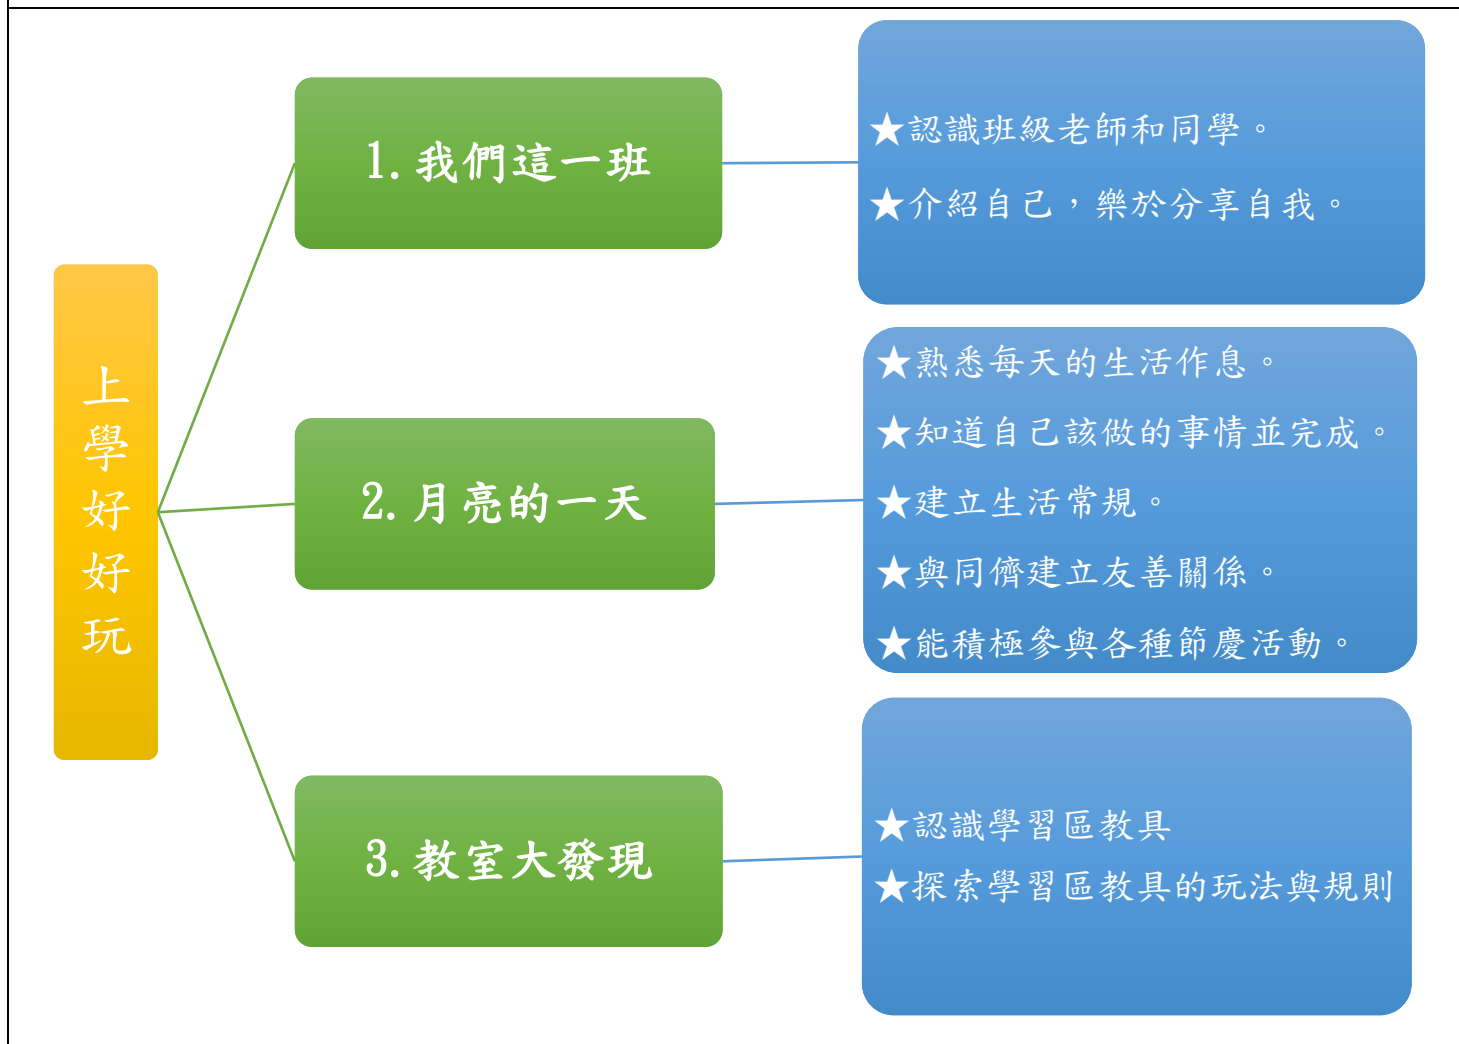 上學好好玩
1.我們這一班
★認識班級老師和同學。
★介紹自己，樂於分享自我。
2.月亮的一天
★熟悉每天的生活作息。
★知道自己該做的事情並完成。
★建立生活常規。
★與同儕建立友善關係。
★能積極參與各種節慶活動。
3.教室大發現
★認識學習區教具
★探索學習區教具的玩法與規則